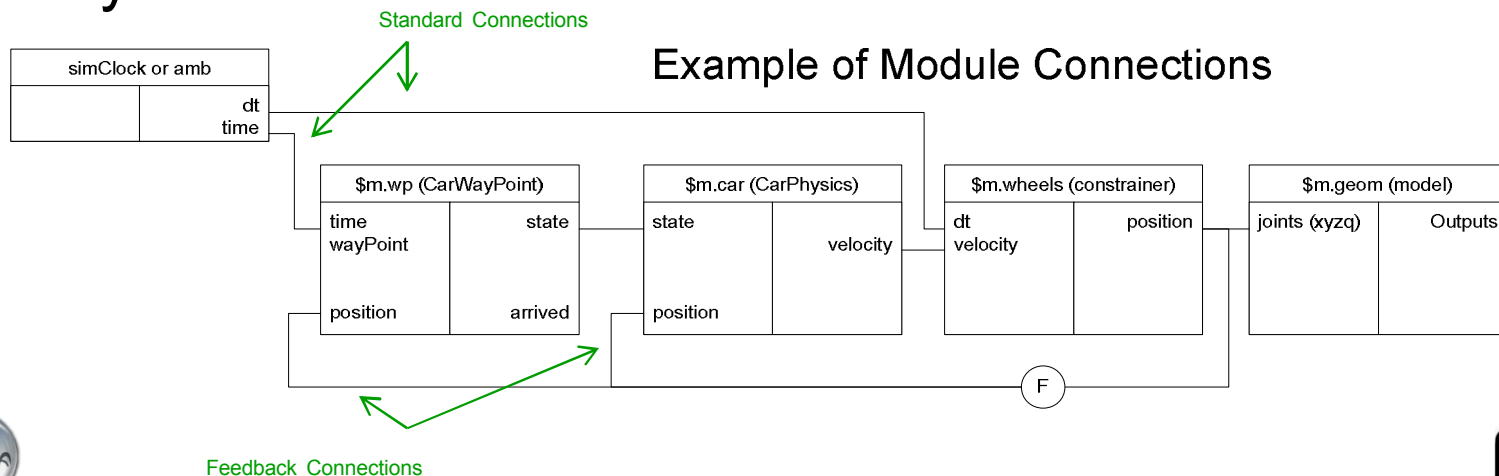 Standard Connections
Example of Module Connections
simClock or amb
dt
time
$m.wp (CarWayPoint)
time
wayPoint
position
state
arrived
$m.car (CarPhysics)
state
position
velocity
$m.wheels (constrainer)
dt
velocity
position
$m.geom (model)
joints (xyzq)
Outputs
F
Feedback Connections